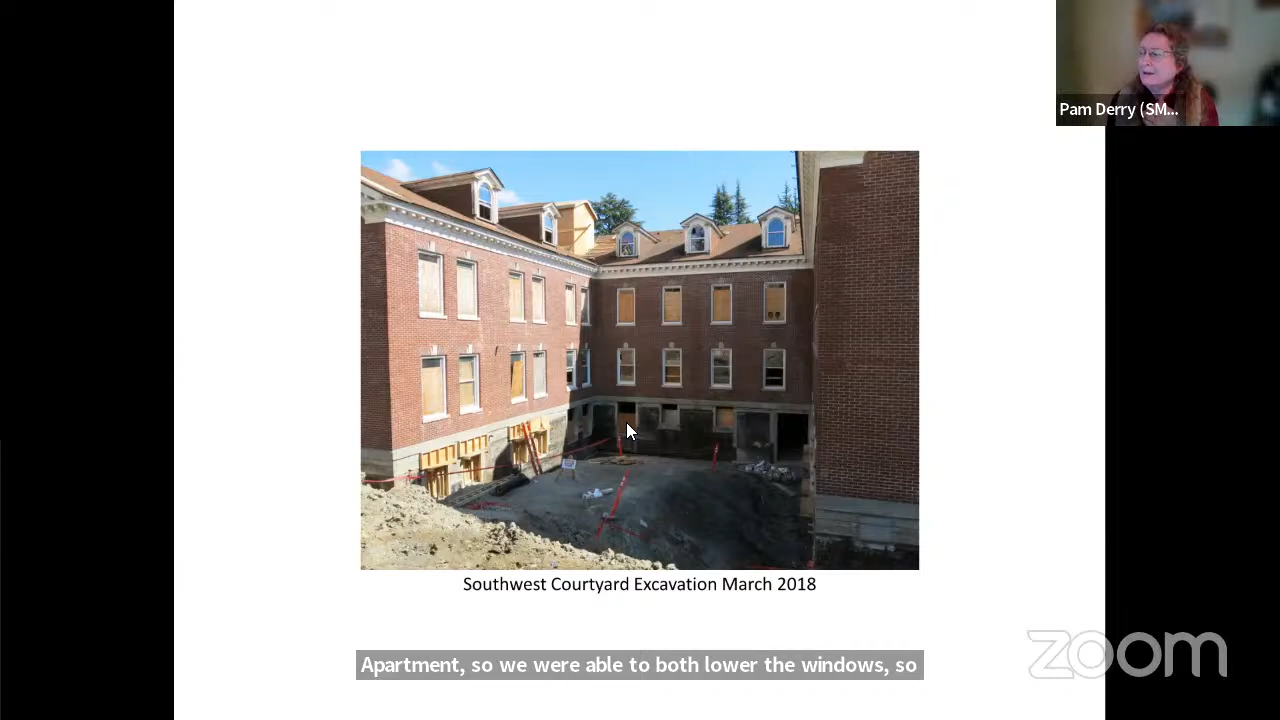 Pam Derry (SM...
Southwest Courtyard Excavation March 2018
Apartment, so we were able to both lower the windows, so
zoom